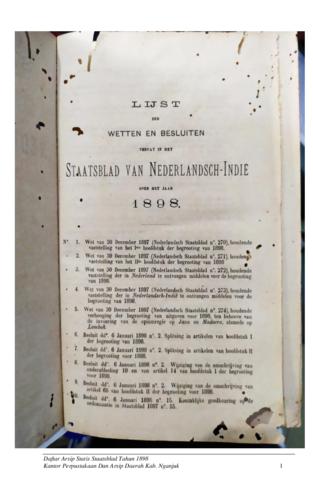 LIJST
DER
WETTEN EN BESLUITEN
VERVAT IN HET
STAATSBLAD VAN NEDERLANDSCH-INDIË
OVER HET JAAR
1898.
N°. 1. Wet van 30 December 1897 (Nederlandsch Staatsblad n°. 270), houdende
vaststelling van het Iste hoofdstuk der begrooting van uitgaven
van 1898.
2. Wet van 30 December 1897 (Nederlandsch Staatsblad n°. 271), houdende
vaststelling van het IIde hoofdstuk der begrooting van 1898
3. Wet van 30 December 1897 (Nederlandsch Staatsblad n°. 272), houdende
vaststelling der in Nederland te ontvangen middelen voor de begrooting
van 1898.
4. Wet van 30 December 1897 (Nederlandsch Staatsblad n°. 273), houdende
vaststelling der in Nederlandsch-Indië te ontvangen middelen voor de
begrooting van 1898.
5. Wet van 30 December 1897 (Nederlandsch Staatsblad n°. 274), houdende
verhooging der begrooting van uitgaven voor 1898, ten behoeve van
de invoering van de opiumregie op Java en Madoera, alsmede op
Lombok.
6. Besluit dd°. 6 Januari 1898 n°. 2. Splitsing in artikelen van hoofdstuk I
der begrooting van 1898.
7. Besluit dd°. 6 Januari 1898 n°. 2. Splitsing in artikelen van hoofdstuk II
der begrooting van 1898.
8. Besluit dd°. 6 Januari 1898 n°. 2. Wijziging van de omschrijving van
onderafdeeling 10 en van artikel 14 van hoofdstuk I der begrooting
voor 1898.
9. Besluit dd°. 6 Januari 1898 n°. 2. Wijziging van de omschrijving van
artikel van hoofdstuk II der begrooting van 1898.
10. Besluit dd°. Januari 1898 n°. 15. Koninklijke goedkeuring op de
ordonnantie in Staatsblad 1897 n°. 55.
Daftar Arsip Statis Staatsblad Tahun 1898
Kantor Perpustakaan Dan Arsip Daerah Kab. Nganjuk 1